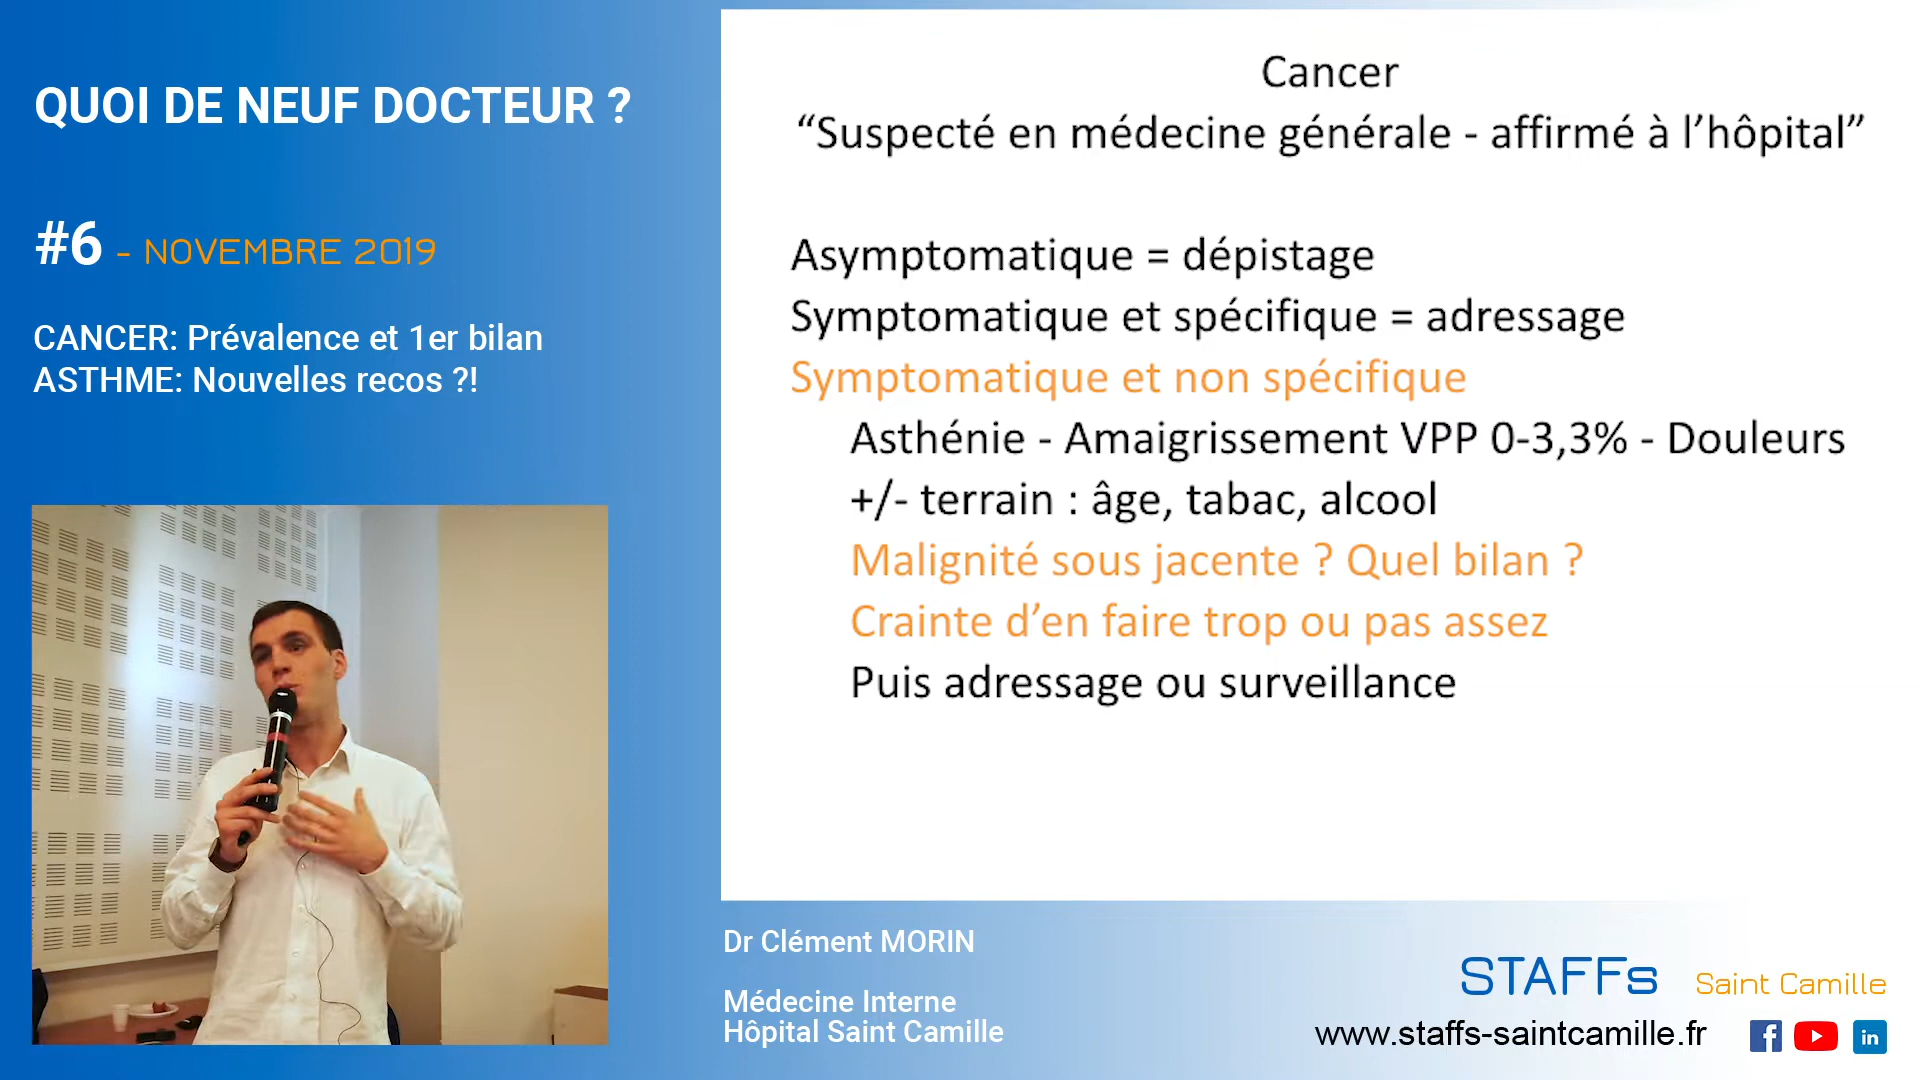 QUOI DE NEUF DOCTEUR ?
#6 - NOVEMBRE 2019
CANCER: Prévalence et 1er bilan
ASTHME: Nouvelles recos ?!
Cancer
“Suspecté en médecine générale - affirmé à l’hôpital”
Asymptomatique = dépistage
Symptomatique et spécifique = adressage
Symptomatique et non spécifique
Asthénie - Amaigrissement VPP 0-3,3% - Douleurs
+/- terrain : âge, tabac, alcool
Malignité sous jacente ? Quel bilan ?
Crainte d’en faire trop ou pas assez
Puis adressage ou surveillance
Dr Clément MORIN
Médecine Interne
Hôpital Saint Camille
STAFFs Saint Camille
www.staffs-saintcamille.fr